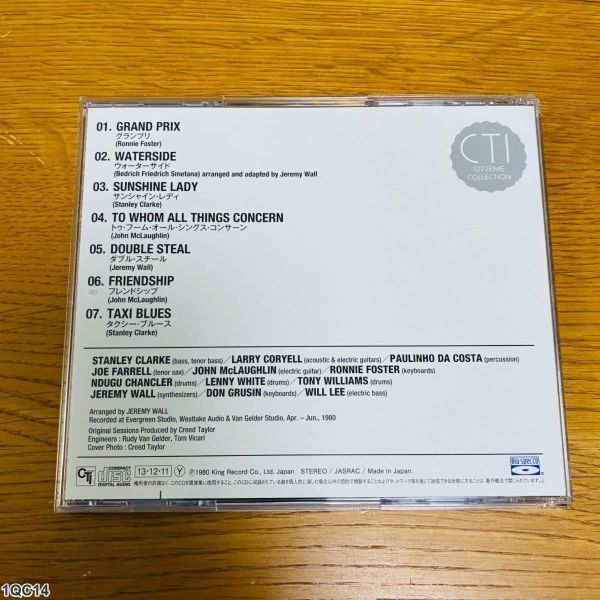 01. GRAND PRIX
グランプリ
(Ronnie Foster)
02. WATERSIDE
ウォーターサイド
(Bedrich Friedrich Smetana) arranged and adapted by Jeremy Wall
03. SUNSHINE LADY
サンシャイン・レディ
(Stanley Clarke)
04. TO WHOM ALL THINGS CONCERN
トゥ・フーム・オール・シングス・コンサーン
(John McLaughlin)
05. DOUBLE STEAL
ダブル・スチール
(Jeremy Wall)
06. FRIENDSHIP
フレンドシップ
(John McLaughlin)
07. TAXI BLUES
タクシー・ブルース
(Stanley Clarke)
CTI
SUPREME
COLLECTION
STANLEY CLARKE (bass, tenor bass)／LARRY CORYELL (acoustic & electric guitars)／PAULINHO DA COSTA (percussion)
JOE FARRELL (tenor sax)／JOHN McLAUGHLIN (electric guitar)／RONNIE FOSTER (keyboards)
NDUGU CHANCLER (drums)／LENNY WHITE (drums)／TONY WILLIAMS (drums)
JEREMY WALL (synthesizers)／DON GRUSIN (keyboards)／WILL LEE (electric bass)
Arranged by JEREMY WALL
Recorded at Evergreen Studio, Westlake Audio & Van Gelder Studio, Apr. – Jun., 1980
Original Sessions Produced by Creed Taylor
Engineers : Rudy Van Gelder, Tom Vicari
Cover Photo : Creed Taylor
CTI COMPACT disc DIGITAL AUDIO 13・12・11 Y ℗1980 King Record Co., Ltd. Japan STEREO / JASRAC / Made in Japan.
Blu-spec CD
1QC14